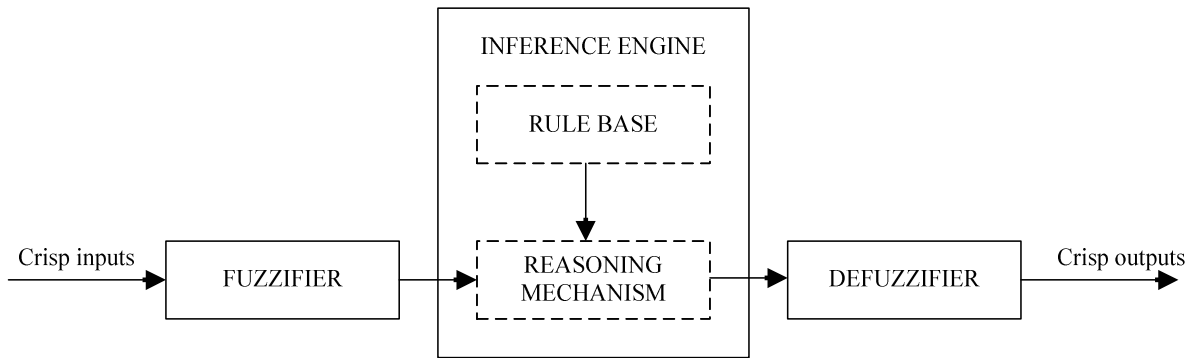 INFERENCE ENGINE
RULE BASE
Crisp inputs
FUZZIFIER
REASONING
MECHANISM
DEFUZZIFIER
Crisp outputs